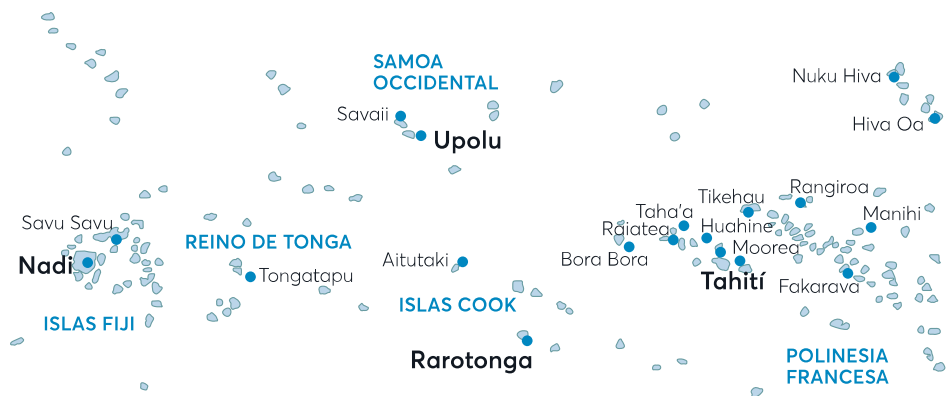 SAMOA
OCCIDENTAL
Nuku Hiva
Savaii
Hiva Oa
Upolu
Rangiroa
Tikehau
Taha'a
Manihi
Savu Savu
Raiatea
Huahine
REINO DE TONGA
Moorea
Nadi
Aitutaki
Bora Bora
Tongatapu
Tahití
Fakarava
ISLAS COOK
ISLAS FIJI
Rarotonga
POLINESIA
FRANCESA